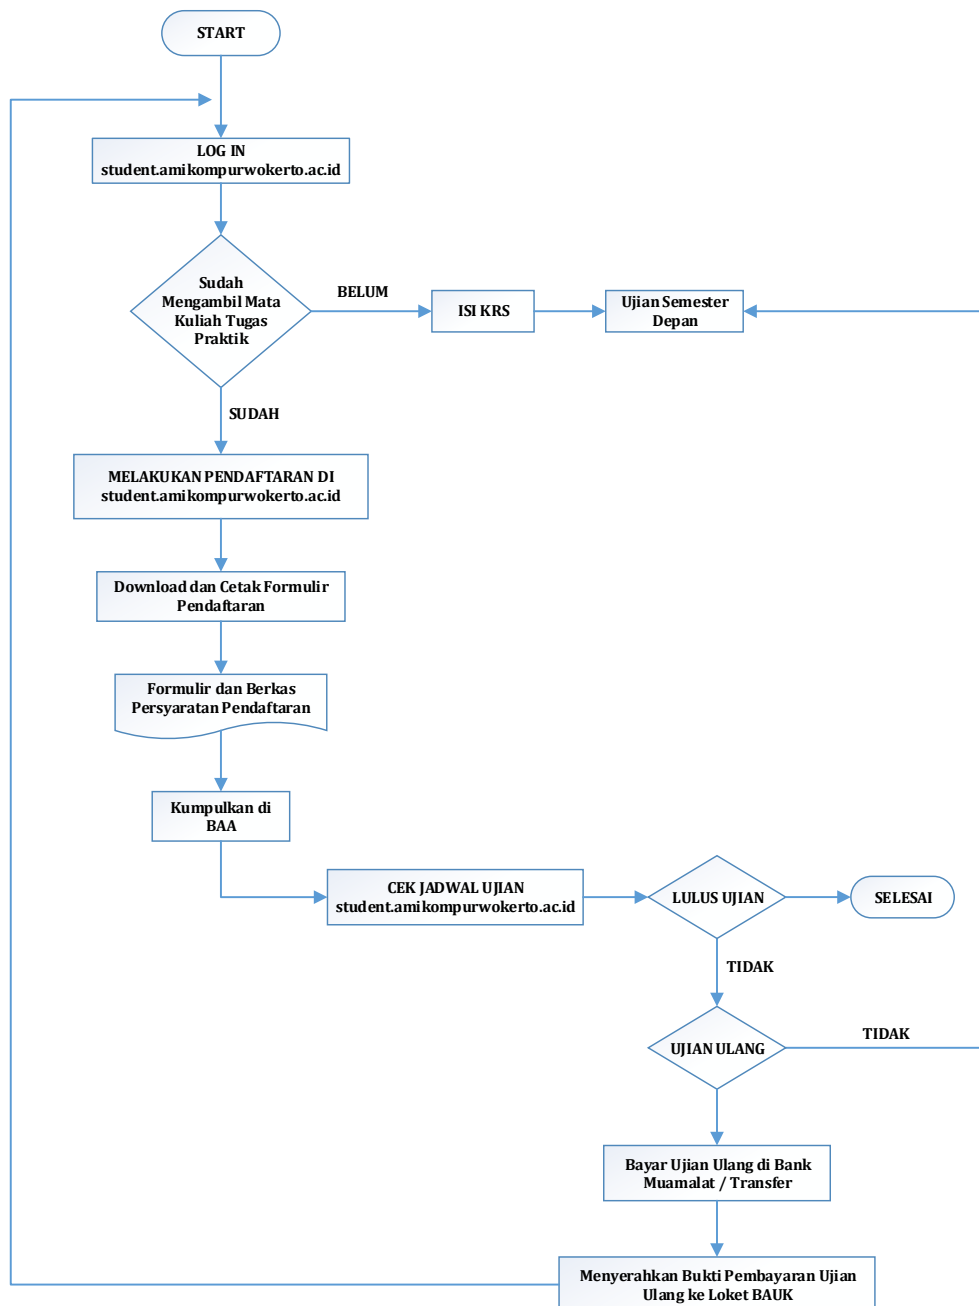 START
LOG IN
student.amikompurwokerto.ac.id
Sudah
Mengambil Mata
Kuliah Tugas
Praktik
BELUM
ISI KRS
Ujian Semester
Depan
SUDAH
MELAKUKAN PENDAFTARAN DI
student.amikompurwokerto.ac.id
Download dan Cetak Formulir
Pendaftaran
Formulir dan Berkas
Persyaratan Pendaftaran
Kumpulkan di
BAA
CEK JADWAL UJIAN
student.amikompurwokerto.ac.id
LULUS UJIAN
SELESAI
TIDAK
UJIAN ULANG
TIDAK
Bayar Ujian Ulang di Bank
Muamalat / Transfer
Menyerahkan Bukti Pembayaran Ujian
Ulang ke Loket BAUK